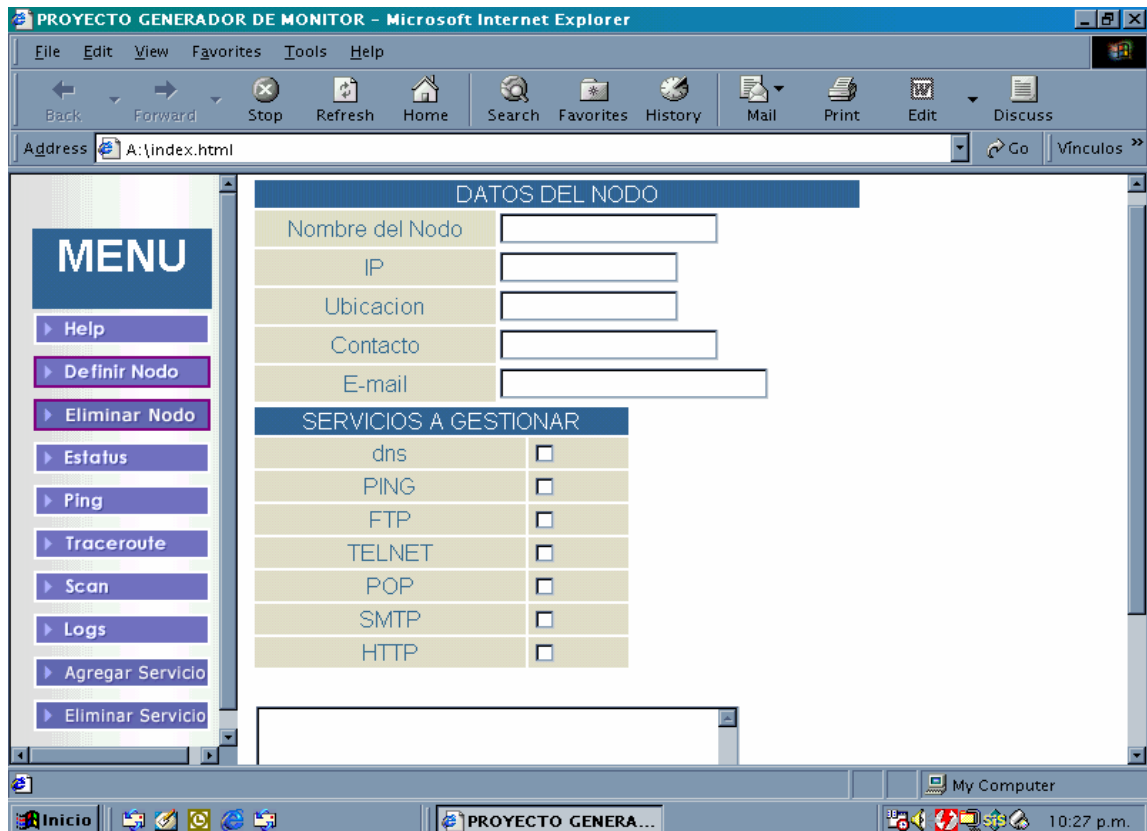 PROYECTO GENERADOR DE MONITOR - Microsoft Internet Explorer
File Edit View Favorites Tools Help
Back Forward Stop Refresh Home Search Favorites History Mail Print Edit Discuss
Address A:\index.html Go Vínculos »
MENU
Help
Definir Nodo
Eliminar Nodo
Estatus
Ping
Traceroute
Scan
Logs
Agregar Servicio
Eliminar Servicio
DATOS DEL NODO
Nombre del Nodo
IP
Ubicacion
Contacto
E-mail
SERVICIOS A GESTIONAR
dns
PING
FTP
TELNET
POP
SMTP
HTTP
My Computer
Inicio PROYECTO GENERA... sis 10:27 p.m.